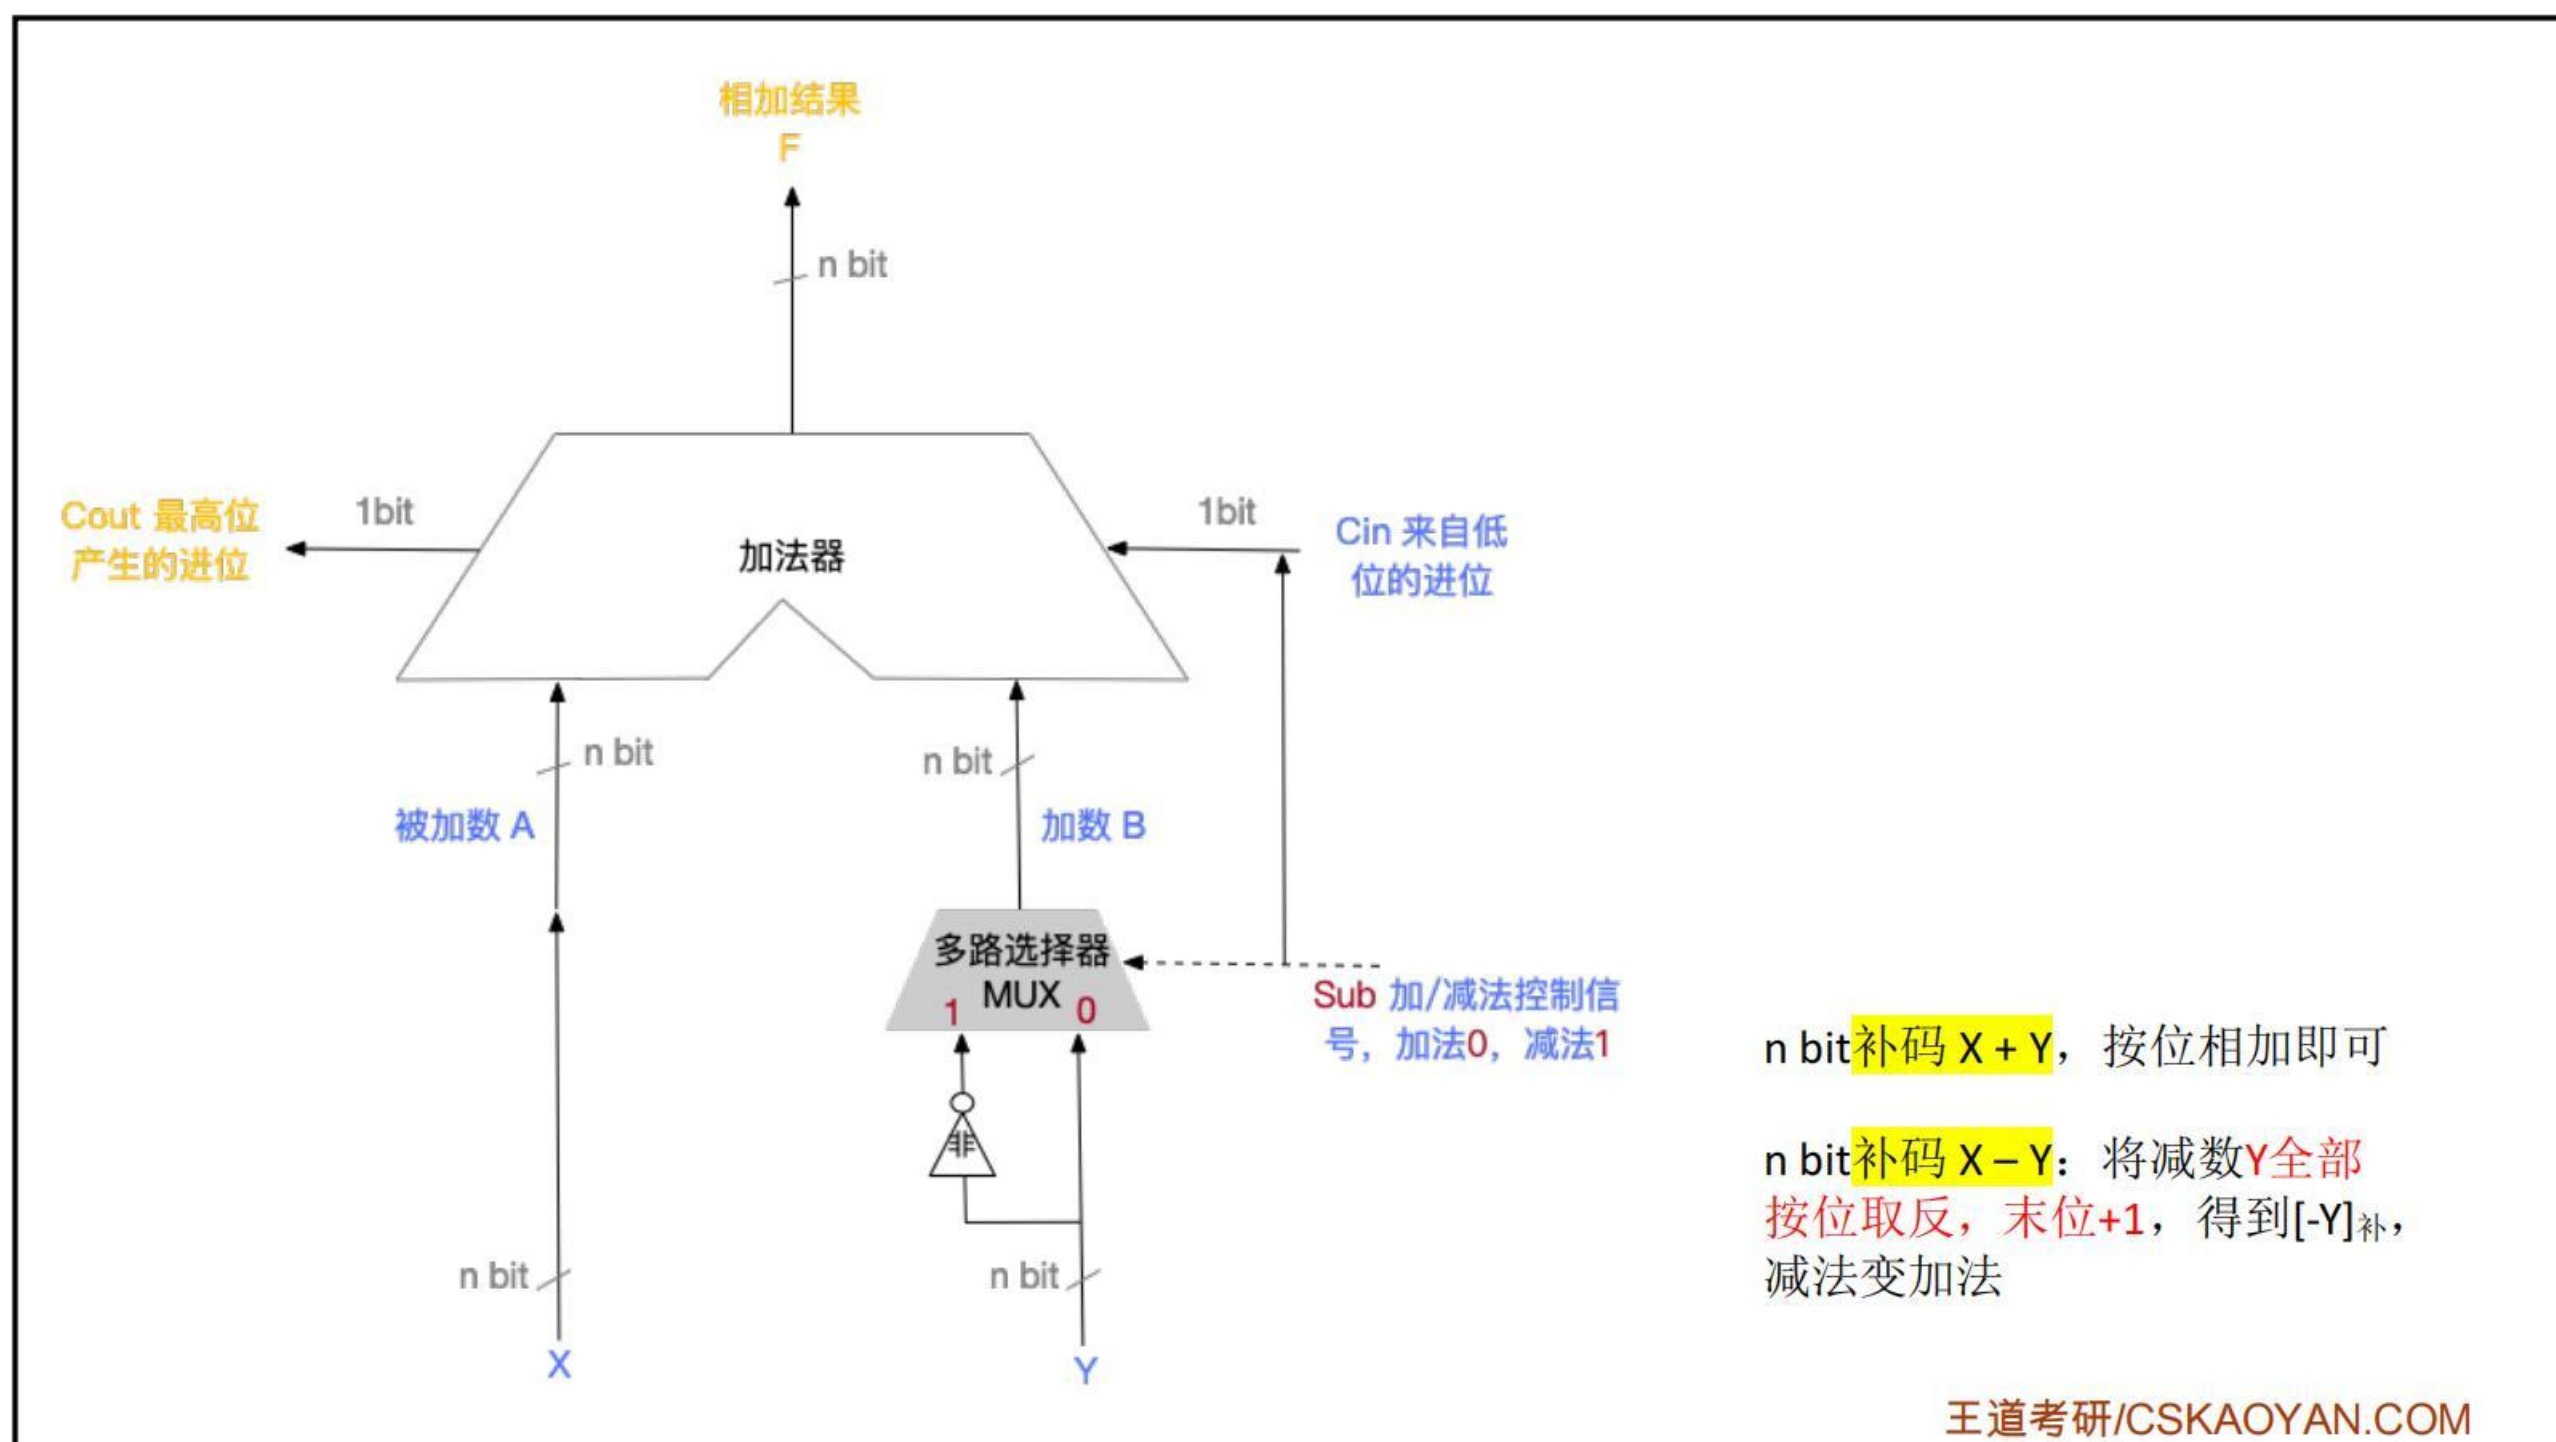 相加结果
F
n bit
Cout 最高位
产生的进位
1bit
加法器
1bit
Cin 来自低
位的进位
n bit
n bit
被加数 A
加数 B
多路选择器
MUX
1
0
Sub 加/减法控制信
号，加法0，减法1
非
n bit
n bit
X
Y
n bit补码 X + Y，按位相加即可
n bit补码 X – Y：将减数Y全部
按位取反，末位+1，得到[-Y]补，
减法变加法
王道考研/CSKAOYAN.COM